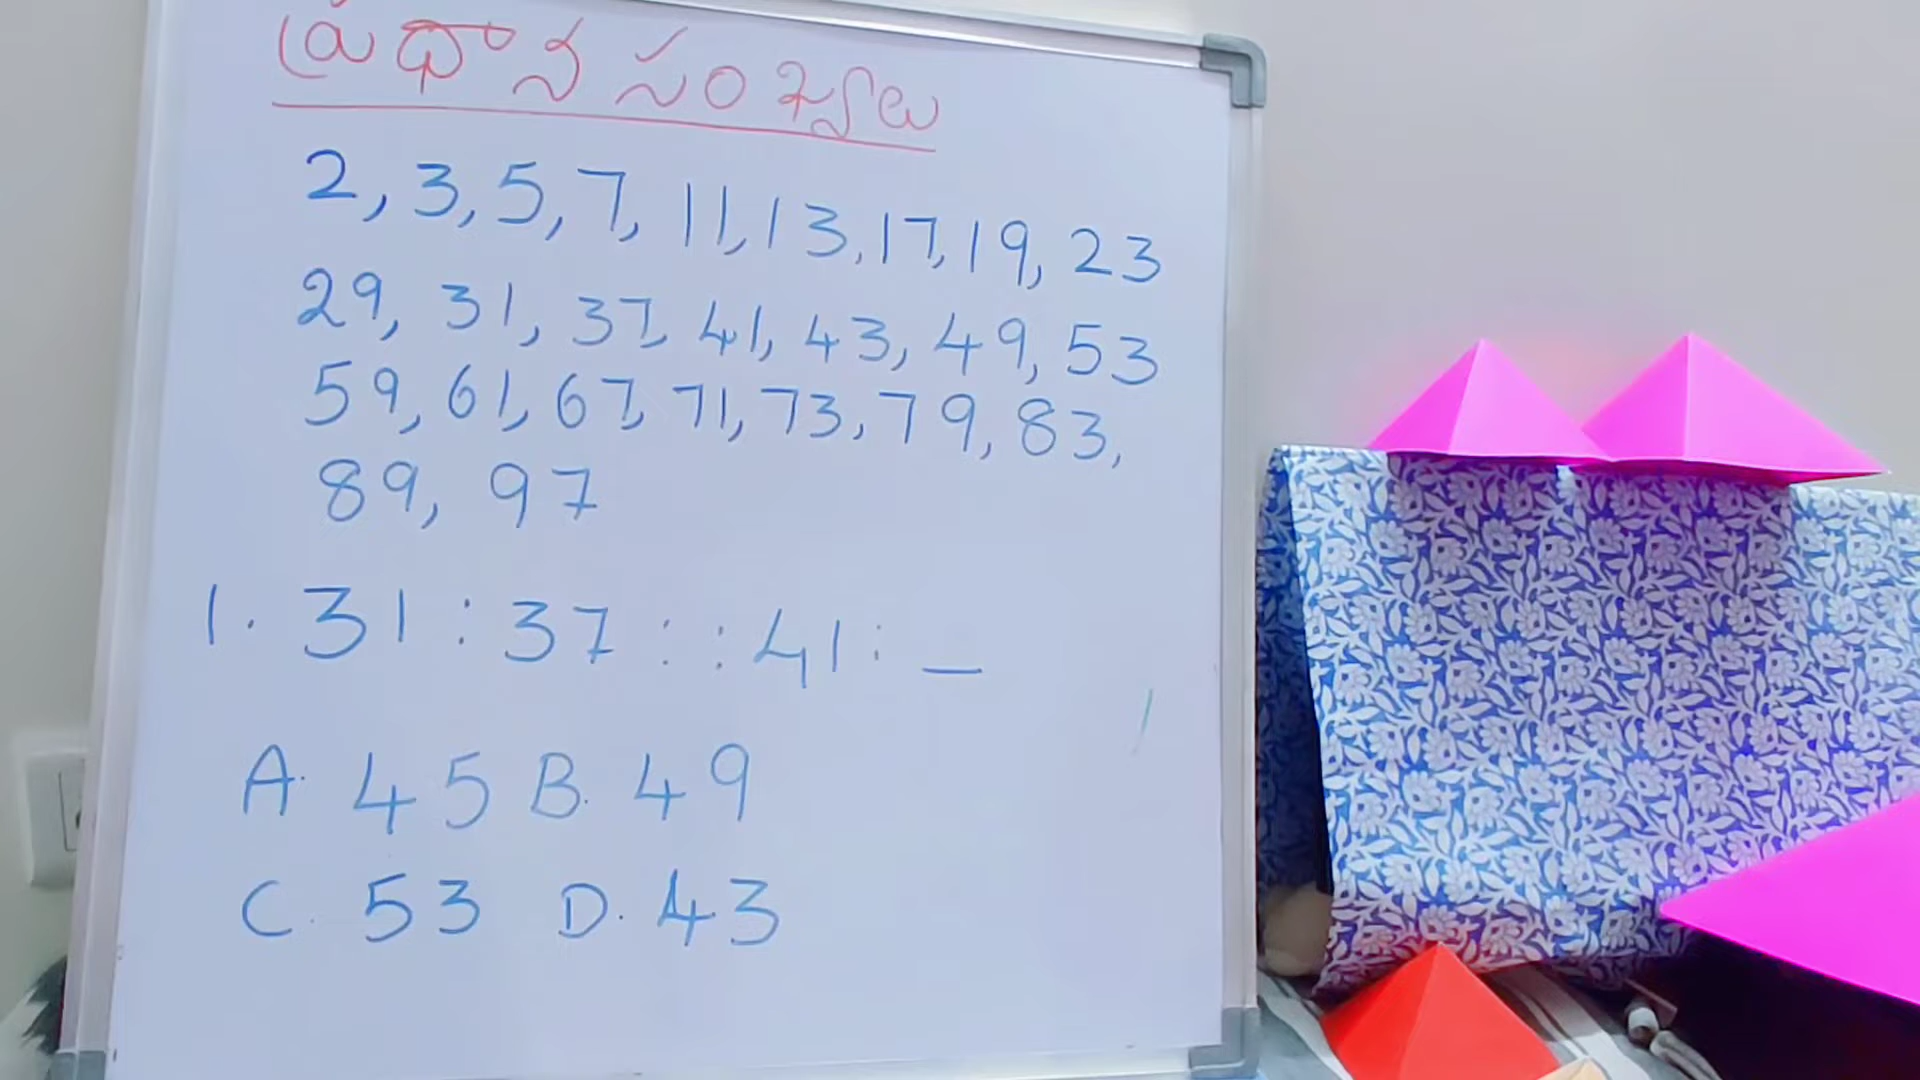 ప్రధాన సంఖ్యలు
2, 3, 5, 7, 11, 13, 17, 19, 23
29, 31, 37, 41, 43, 49, 53
59, 61, 67, 71, 73, 79, 83,
89, 97
1. 31 : 37 : : 41 : _
A. 45 B. 49
C. 53 D. 43